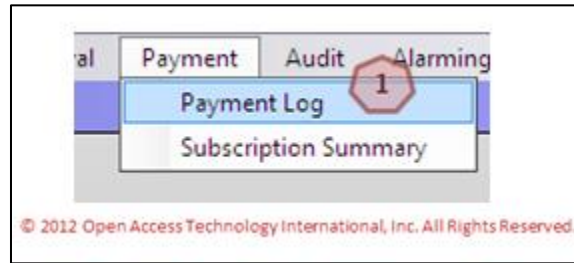 ral Payment Audit Alarming
1
Payment Log
Subscription Summary
© 2012 Open Access Technology International, Inc. All Rights Reserved.